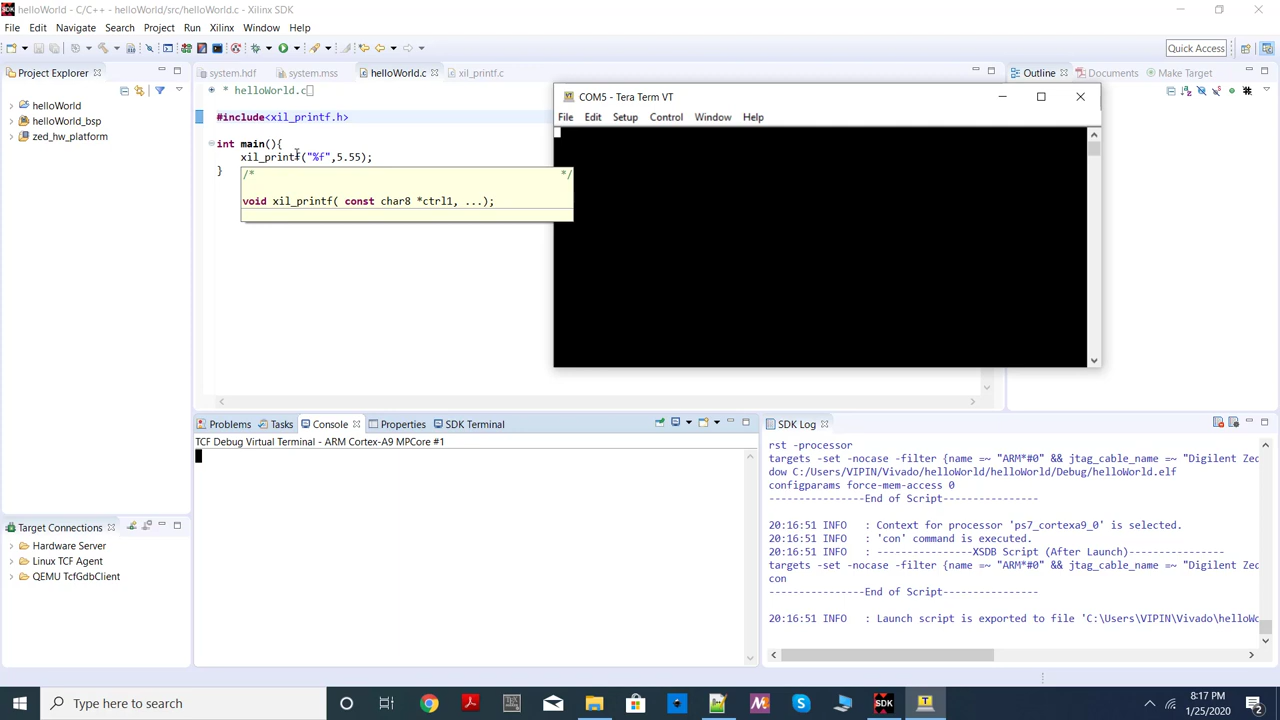 helloWorld - C/C++ - helloWorld/src/helloWorld.c - Xilinx SDK
File Edit Navigate Search Project Run Xilinx Window Help
Quick Access
Project Explorer
helloWorld
helloWorld_bsp
zed_hw_platform
system.hdf system.mss helloWorld.c xil_printf.c
* helloWorld.c
#include<xil_printf.h>
int main(){
xil_printf("%f",5.55);
}
/* */
void xil_printf( const char8 *ctrl1, ...);
COM5 - Tera Term VT
File Edit Setup Control Window Help
Outline Documents Make Target
Target Connections
Hardware Server
Linux TCF Agent
QEMU TcfGdbClient
Problems Tasks Console Properties SDK Terminal
TCF Debug Virtual Terminal - ARM Cortex-A9 MPCore #1
SDK Log
rst -processor
targets -set -nocase -filter {name =~ "ARM*#0" && jtag_cable_name =~ "Digilent Zed
dow C:/Users/VIPIN/Vivado/helloWorld/helloWorld/Debug/helloWorld.elf
configparams force-mem-access 0
----------------End of Script----------------
20:16:51 INFO : Context for processor 'ps7_cortexa9_0' is selected.
20:16:51 INFO : 'con' command is executed.
20:16:51 INFO : ----------------XSDB Script (After Launch)----------------
targets -set -nocase -filter {name =~ "ARM*#0" && jtag_cable_name =~ "Digilent Zed
con
----------------End of Script----------------
20:16:51 INFO : Launch script is exported to file 'C:\Users\VIPIN\Vivado\helloWo
Type here to search
8:17 PM
1/25/2020
2